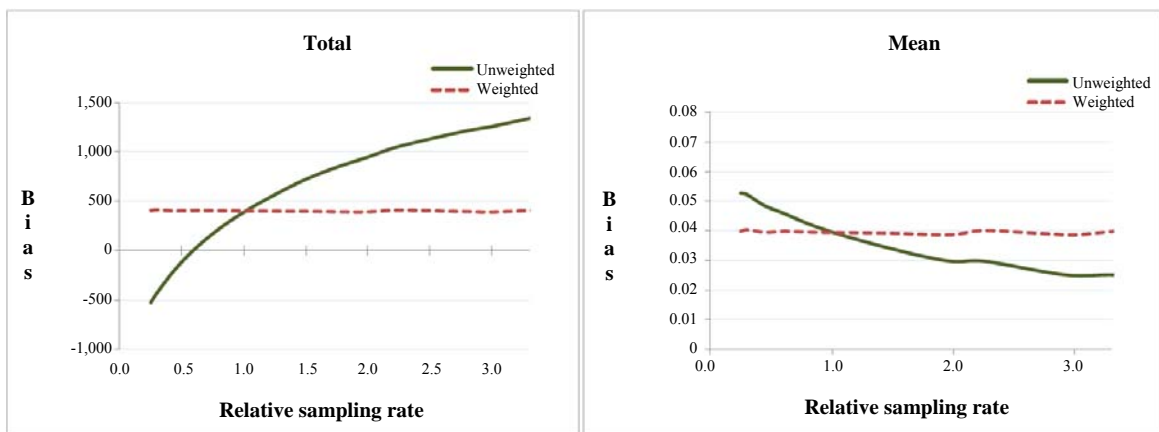 Total
Unweighted
Weighted
1,500
1,000
500
0
-500
-1,000
B
i
a
s
0.0 0.5 1.0 1.5 2.0 2.5 3.0
Relative sampling rate
Mean
Unweighted
Weighted
0.08
0.06
0.05
0.04
0.03
0.02
0.01
0
B
i
a
s
0.0 1.0 2.0 3.0
Relative sampling rate